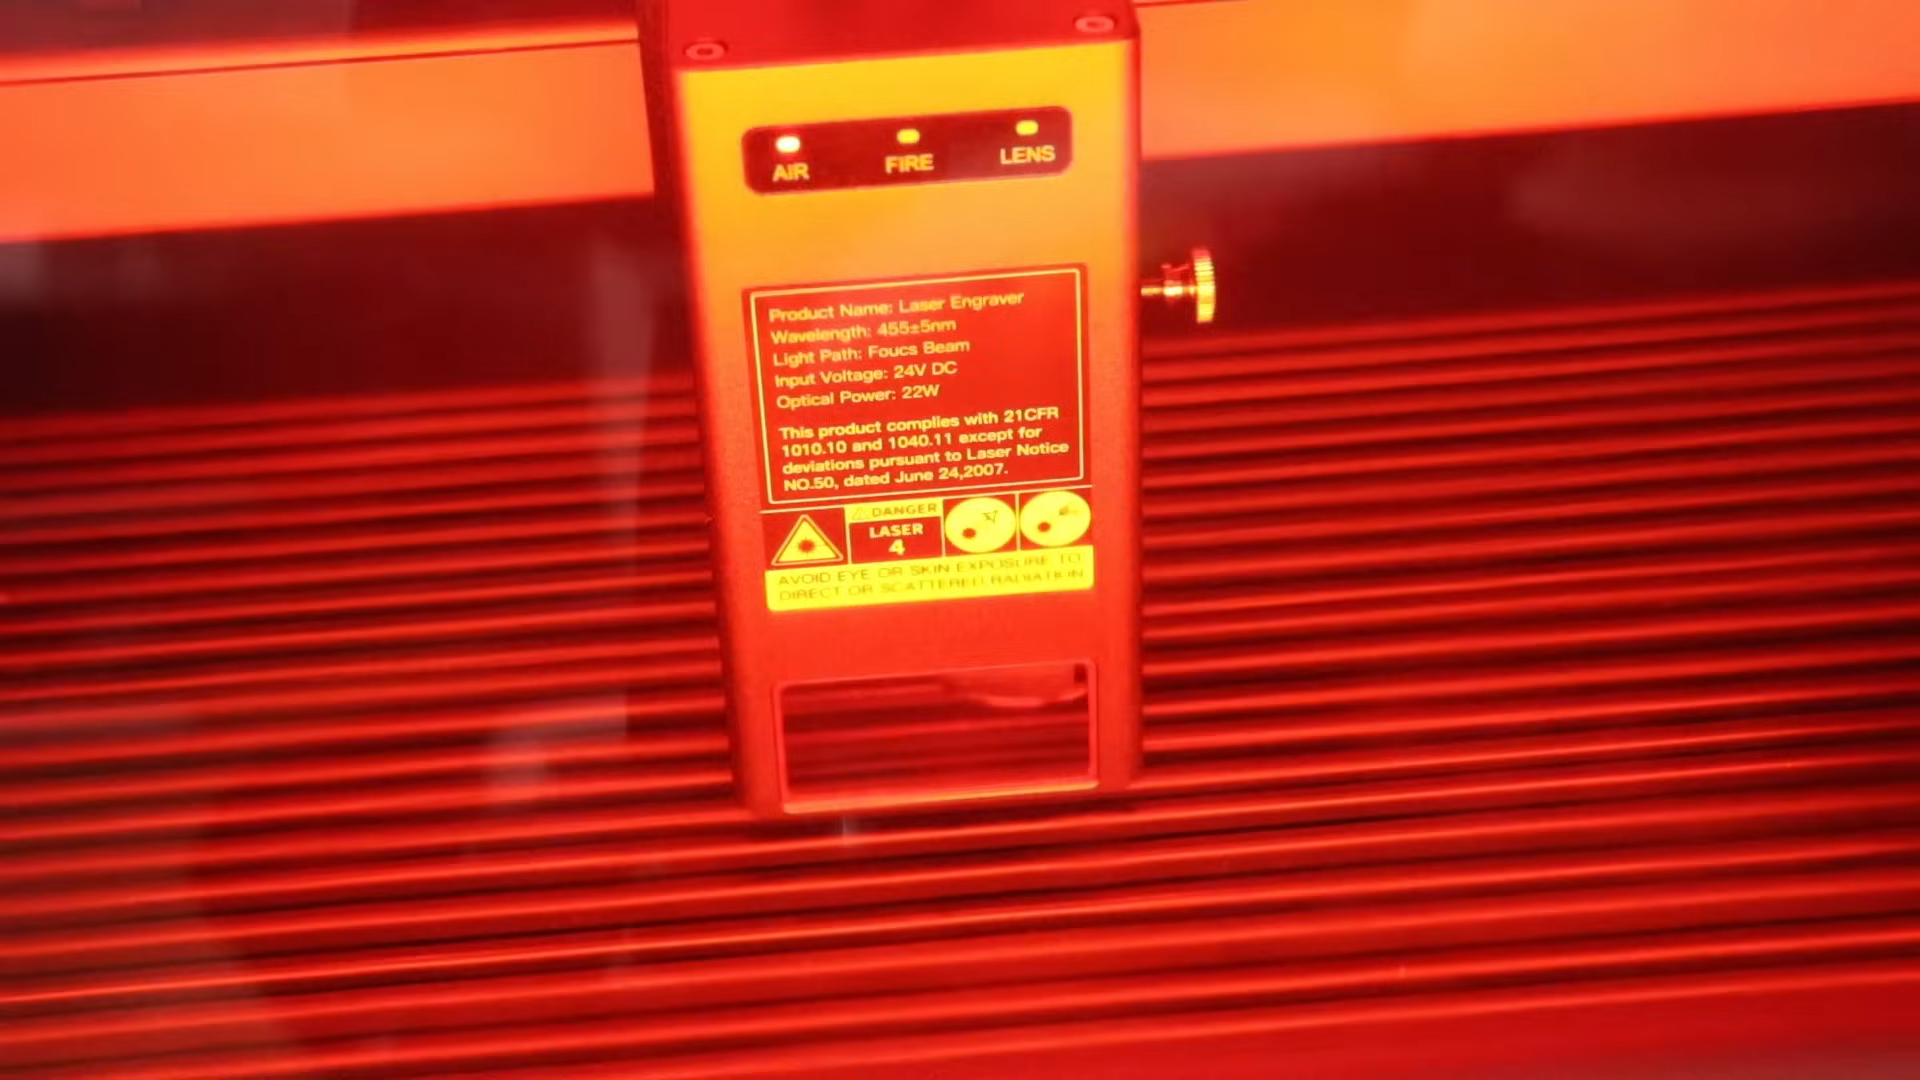 AIR FIRE LENS
Product Name: Laser Engraver
Wavelength: 455±5nm
Light Path: Foucs Beam
Input Voltage: 24V DC
Optical Power: 22W
This product complies with 21CFR
1010.10 and 1040.11 except for
deviations pursuant to Laser Notice
NO.50, dated June 24,2007.
DANGER
LASER
4
AVOID EYE OR SKIN EXPOSURE TO
DIRECT OR SCATTERED RADIATION